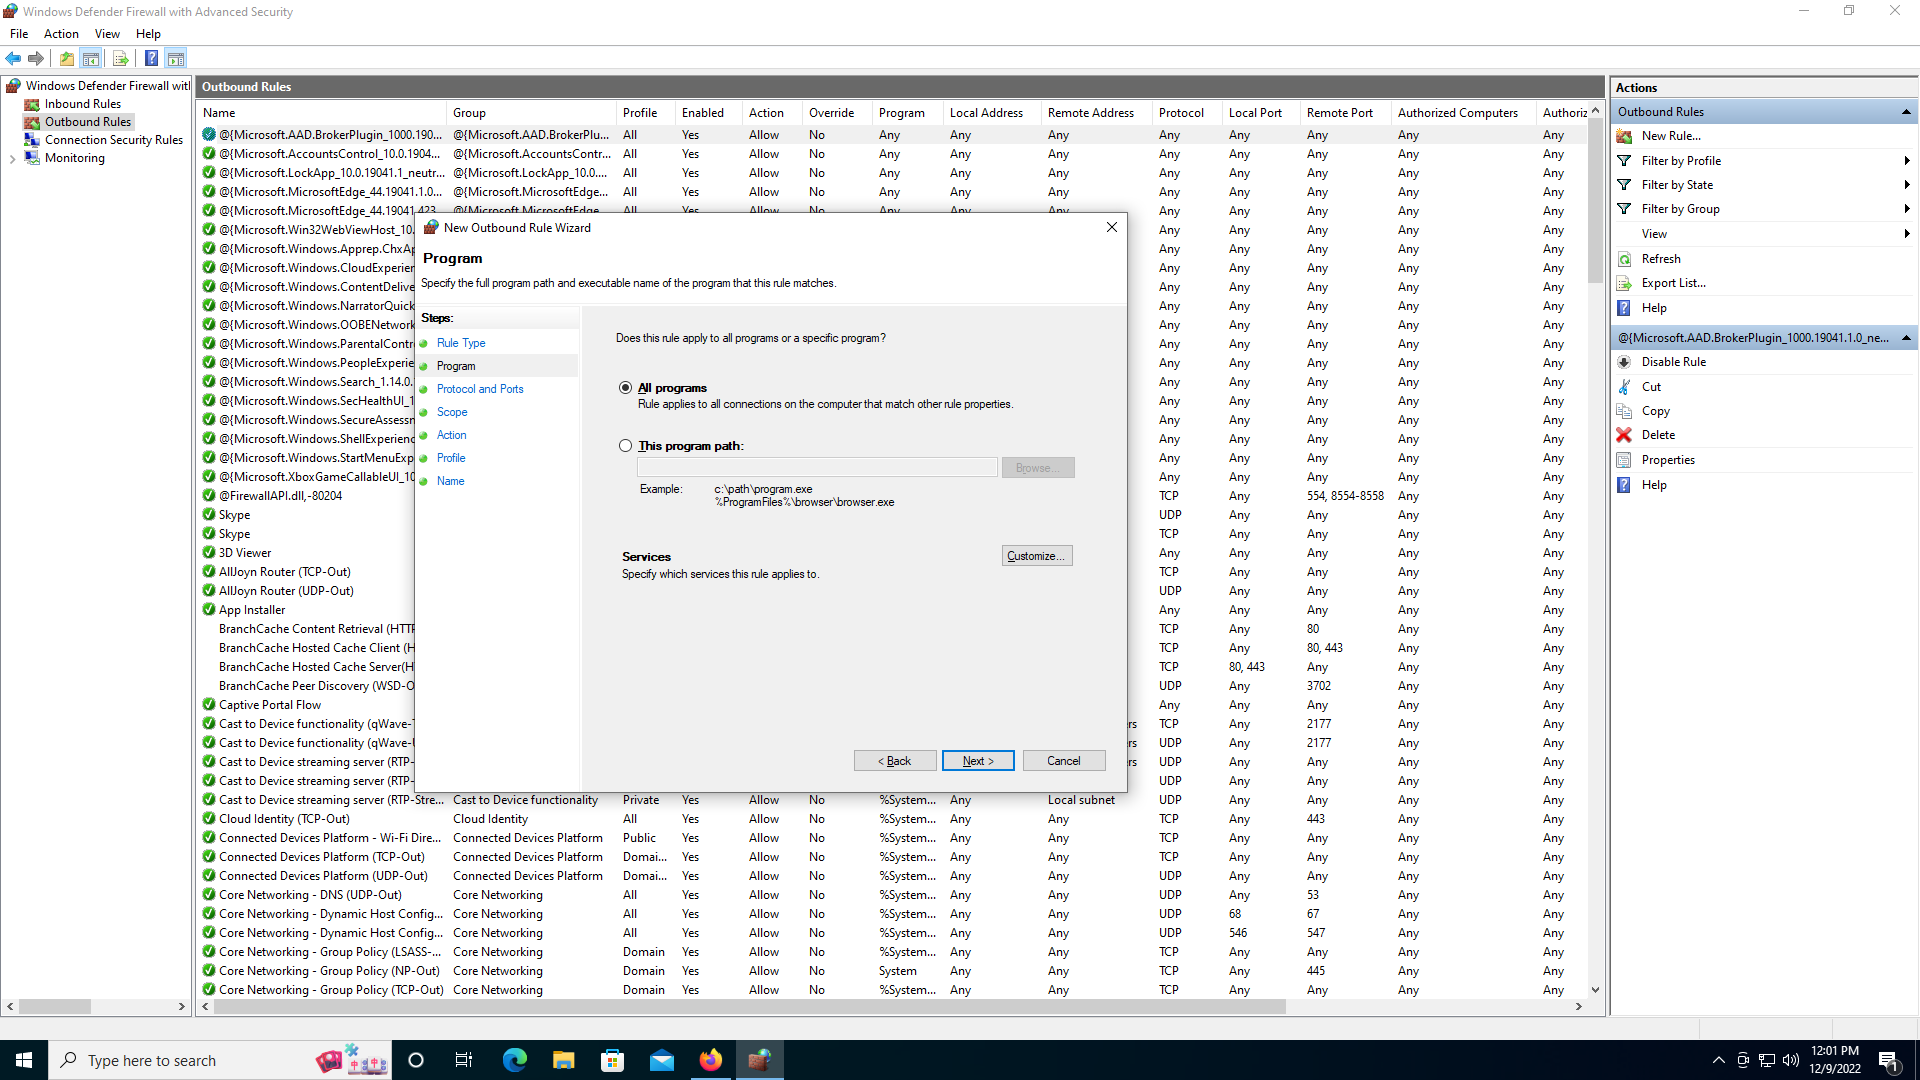 Windows Defender Firewall with Advanced Security
File Action View Help
Windows Defender Firewall witl
Inbound Rules
Outbound Rules
Connection Security Rules
Monitoring
Outbound Rules
Name Group Profile Enabled Action Override Program Local Address Remote Address Protocol Local Port Remote Port Authorized Computers Authoriz
@{Microsoft.AAD.BrokerPlugin_1000.190... @{Microsoft.AAD.BrokerPlu... All Yes Allow No Any Any Any Any Any Any Any Any
@{Microsoft.AccountsControl_10.0.1904... @{Microsoft.AccountsContr... All Yes Allow No Any Any Any Any Any Any Any Any
@{Microsoft.LockApp_10.0.19041.1_neutr... @{Microsoft.LockApp_10.0.... All Yes Allow No Any Any Any Any Any Any Any Any
@{Microsoft.MicrosoftEdge_44.19041.1.0... @{Microsoft.MicrosoftEdge... All Yes Allow No Any Any Any Any Any Any Any Any
@{Microsoft.MicrosoftEdge_44.19041.423... @{Microsoft.MicrosoftEdge... All Yes Allow No Any Any Any Any Any Any Any Any
@{Microsoft.Win32WebViewHost_10. Any Any Any Any Any
@{Microsoft.Windows.Apprep.ChxAp Any Any Any Any Any
@{Microsoft.Windows.CloudExperien Any Any Any Any Any
@{Microsoft.Windows.ContentDelive Any Any Any Any Any
@{Microsoft.Windows.NarratorQuick Any Any Any Any Any
@{Microsoft.Windows.OOBENetwork Any Any Any Any Any
@{Microsoft.Windows.ParentalContr Any Any Any Any Any
@{Microsoft.Windows.PeopleExperie Any Any Any Any Any
@{Microsoft.Windows.Search_1.14.0. Any Any Any Any Any
@{Microsoft.Windows.SecHealthUI_1 Any Any Any Any Any
@{Microsoft.Windows.SecureAssessn Any Any Any Any Any
@{Microsoft.Windows.ShellExperienc Any Any Any Any Any
@{Microsoft.Windows.StartMenuExp Any Any Any Any Any
@{Microsoft.XboxGameCallableUI_10 Any Any Any Any Any
@FirewallAPI.dll,-80204 TCP Any 554, 8554-8558 Any Any
Skype UDP Any Any Any Any
Skype TCP Any Any Any Any
3D Viewer Any Any Any Any Any
AllJoyn Router (TCP-Out) TCP Any Any Any Any
AllJoyn Router (UDP-Out) UDP Any Any Any Any
App Installer Any Any Any Any Any
BranchCache Content Retrieval (HTTF TCP Any 80 Any Any
BranchCache Hosted Cache Client (H TCP Any 80, 443 Any Any
BranchCache Hosted Cache Server(H TCP 80, 443 Any Any Any
BranchCache Peer Discovery (WSD-O UDP Any 3702 Any Any
Captive Portal Flow Any Any Any Any Any
Cast to Device functionality (qWave-T ers TCP Any 2177 Any Any
Cast to Device functionality (qWave-U ers UDP Any 2177 Any Any
Cast to Device streaming server (RTP- ers UDP Any Any Any Any
Cast to Device streaming server (RTP- UDP Any Any Any Any
Cast to Device streaming server (RTP-Stre... Cast to Device functionality Private Yes Allow No %System... Any Local subnet UDP Any Any Any Any
Cloud Identity (TCP-Out) Cloud Identity All Yes Allow No %System... Any Any TCP Any 443 Any Any
Connected Devices Platform - Wi-Fi Dire... Connected Devices Platform Public Yes Allow No %System... Any Any TCP Any Any Any Any
Connected Devices Platform (TCP-Out) Connected Devices Platform Domai... Yes Allow No %System... Any Any TCP Any Any Any Any
Connected Devices Platform (UDP-Out) Connected Devices Platform Domai... Yes Allow No %System... Any Any UDP Any Any Any Any
Core Networking - DNS (UDP-Out) Core Networking All Yes Allow No %System... Any Any UDP Any 53 Any Any
Core Networking - Dynamic Host Config... Core Networking All Yes Allow No %System... Any Any UDP 68 67 Any Any
Core Networking - Dynamic Host Config... Core Networking All Yes Allow No %System... Any Any UDP 546 547 Any Any
Core Networking - Group Policy (LSASS-... Core Networking Domain Yes Allow No %System... Any Any TCP Any Any Any Any
Core Networking - Group Policy (NP-Out) Core Networking Domain Yes Allow No System Any Any TCP Any 445 Any Any
Core Networking - Group Policy (TCP-Out) Core Networking Domain Yes Allow No %System... Any Any TCP Any Any Any Any
New Outbound Rule Wizard
Program
Specify the full program path and executable name of the program that this rule matches.
Steps:
Rule Type
Program
Protocol and Ports
Scope
Action
Profile
Name
Does this rule apply to all programs or a specific program?
All programs
Rule applies to all connections on the computer that match other rule properties.
This program path:
Browse...
Example: c:\path\program.exe
%ProgramFiles%\browser\browser.exe
Services
Customize...
Specify which services this rule applies to.
< Back Next > Cancel
Actions
Outbound Rules
New Rule...
Filter by Profile
Filter by State
Filter by Group
View
Refresh
Export List...
Help
@{Microsoft.AAD.BrokerPlugin_1000.19041.1.0_ne...
Disable Rule
Cut
Copy
Delete
Properties
Help
Type here to search
12:01 PM
12/9/2022
1